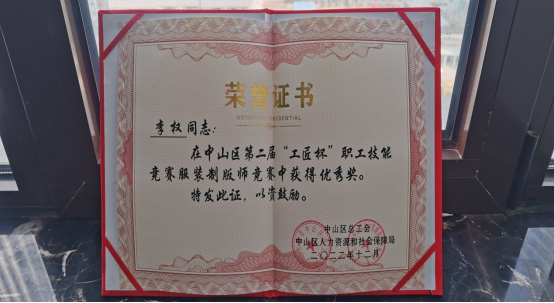 荣誉证书
HONOR CREDENTIAL
李权同志：
在中山区第二届“工匠杯”职工技能
竞赛服装制版师竞赛中获得优秀奖。
特发此证，以资鼓励。
中山区总工会
中山区人力资源和社会保障局
二〇二二年十二月